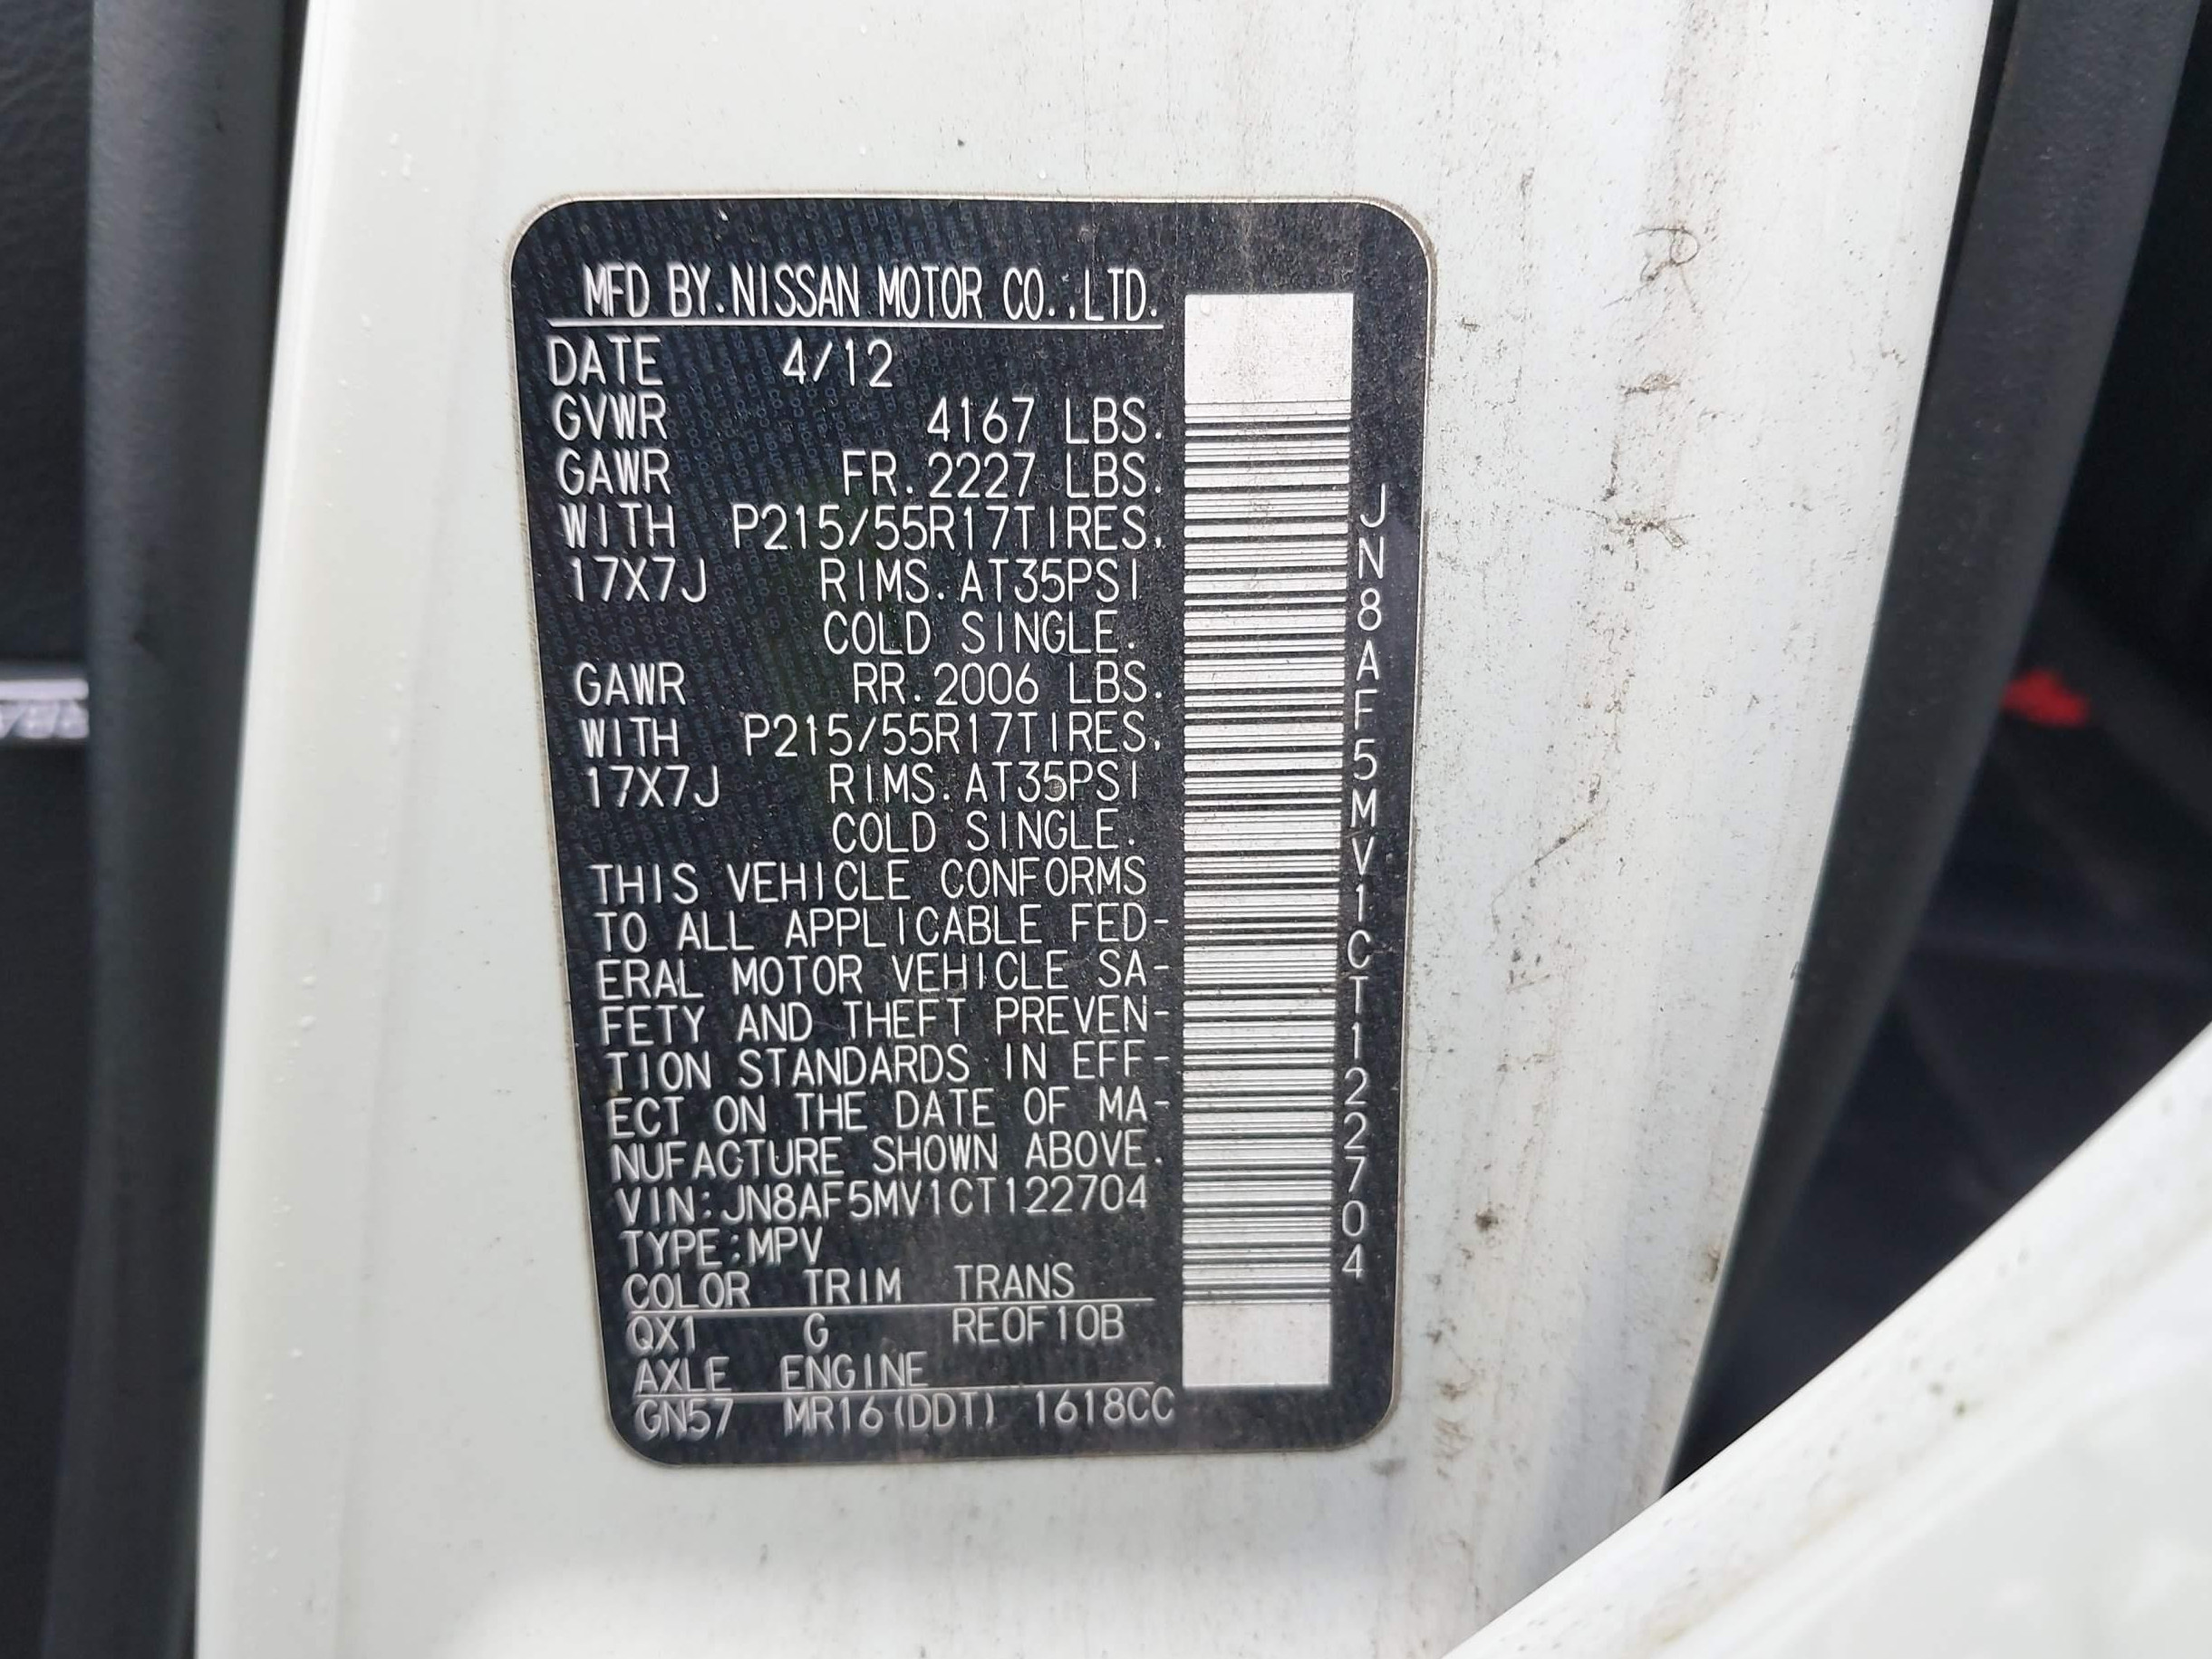 MFD BY.NISSAN MOTOR CO.,LTD.
DATE 4/12
GVWR 4167 LBS.
GAWR FR.2227 LBS.
WITH P215/55R17TIRES,
17X7J RIMS.AT35PSI
COLD SINGLE.
GAWR RR.2006 LBS.
WITH P215/55R17TIRES,
17X7J RIMS.AT35PSI
COLD SINGLE.
THIS VEHICLE CONFORMS
TO ALL APPLICABLE FED-
ERAL MOTOR VEHICLE SA-
FETY AND THEFT PREVEN-
TION STANDARDS IN EFF-
ECT ON THE DATE OF MA-
NUFACTURE SHOWN ABOVE.
VIN:JN8AF5MV1CT122704
TYPE:MPV
COLOR TRIM TRANS
QX1 G RE0F10B
AXLE ENGINE
GN57 MR16(DDT) 1618CC
JN8AF5MV1CT122704